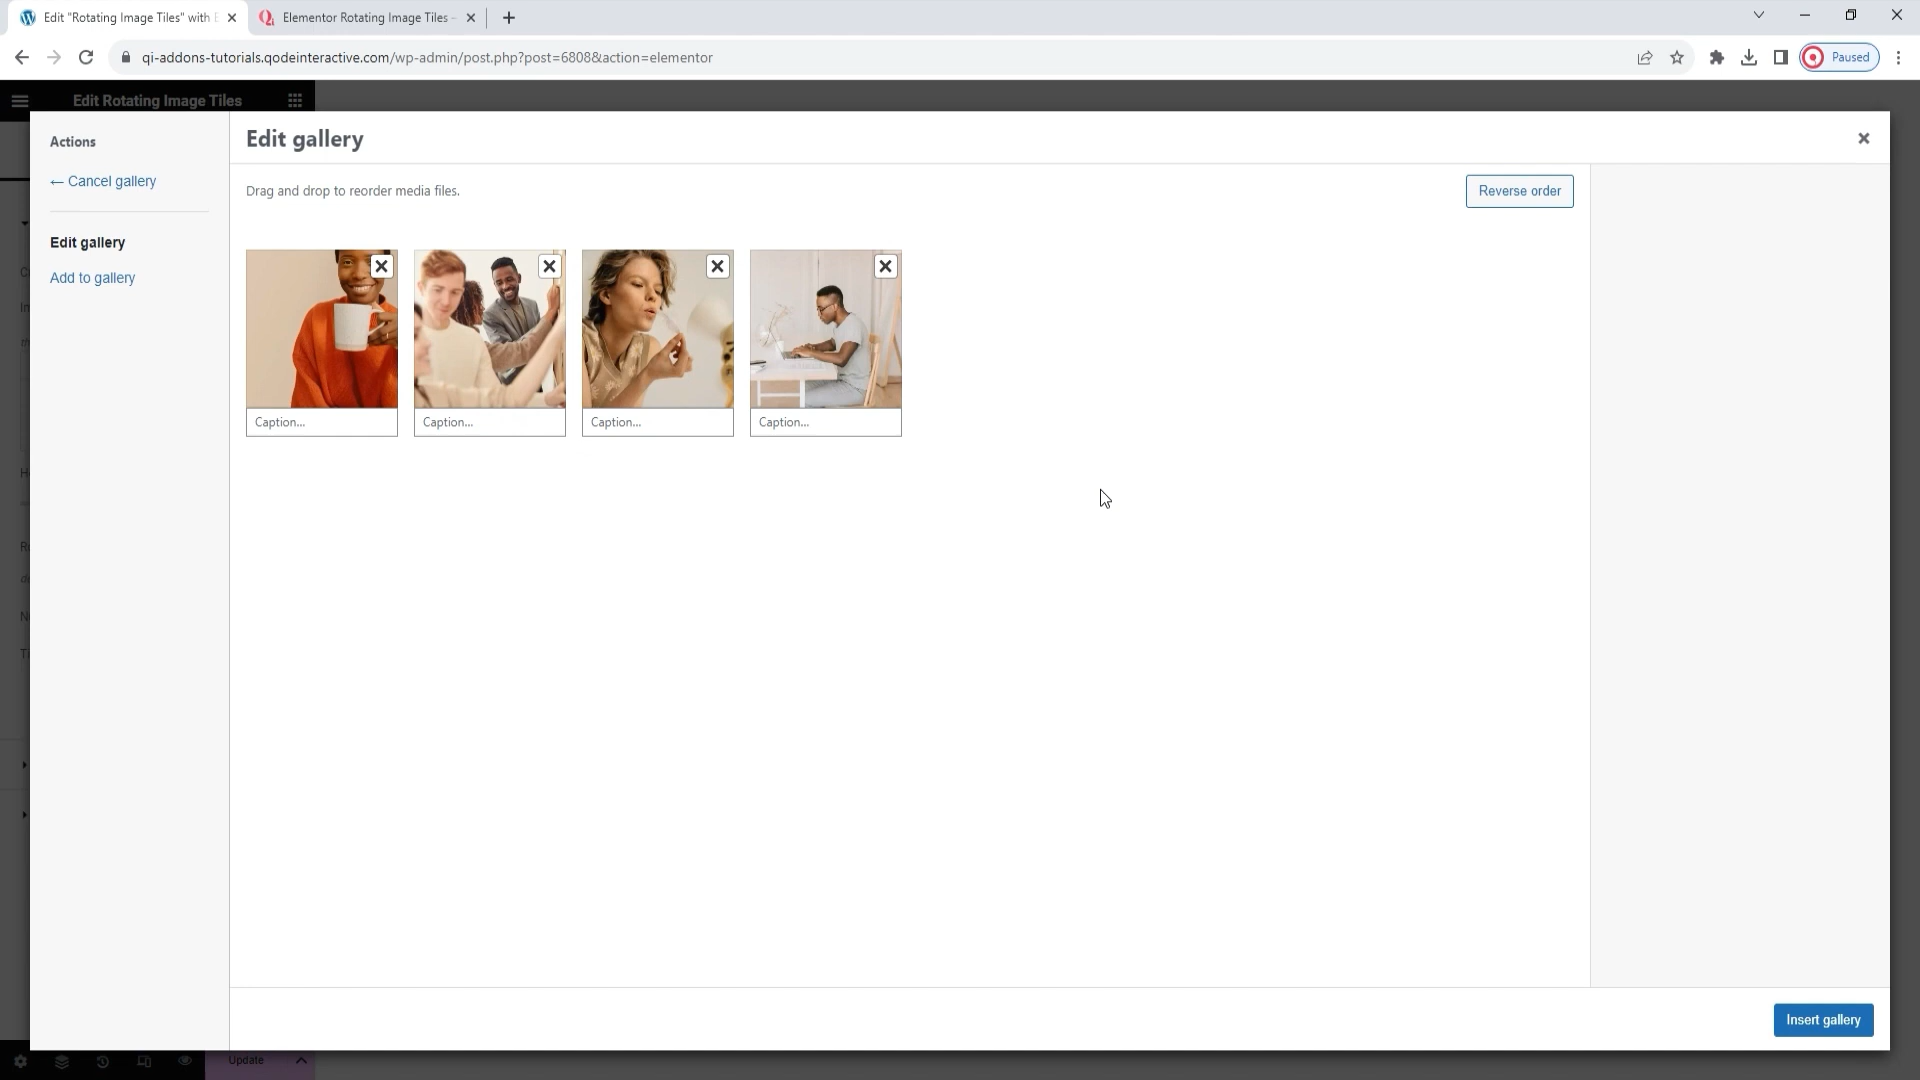 Edit "Rotating Image Tiles" with E
Elementor Rotating Image Tiles -
qi-addons-tutorials.qodeinteractive.com/wp-admin/post.php?post=6808&action=elementor
Paused
Edit Rotating Image Tiles
Actions
← Cancel gallery
Edit gallery
Add to gallery
Edit gallery
Drag and drop to reorder media files.
Reverse order
Caption...
Caption...
Caption...
Caption...
Insert gallery
Update